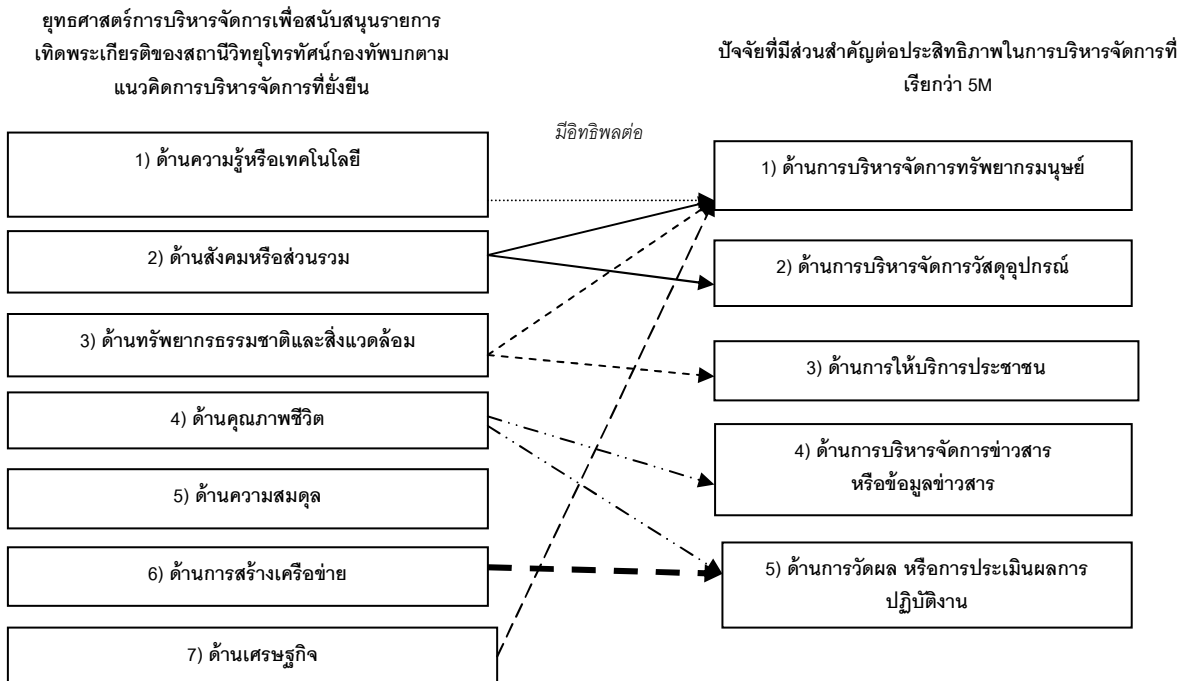 ยุทธศาสตร์การบริหารจัดการเพื่อสนับสนุนรายการ
เทิดพระเกียรติของสถานีวิทยุโทรทัศน์กองทัพบกตาม
แนวคิดการบริหารจัดการที่ยั่งยืน
ปัจจัยที่มีส่วนสำคัญต่อประสิทธิภาพในการบริหารจัดการที่
เรียกว่า 5M
มีอิทธิพลต่อ
1) ด้านความรู้หรือเทคโนโลยี
2) ด้านสังคมหรือส่วนรวม
3) ด้านทรัพยากรธรรมชาติและสิ่งแวดล้อม
4) ด้านคุณภาพชีวิต
5) ด้านความสมดุล
6) ด้านการสร้างเครือข่าย
7) ด้านเศรษฐกิจ
1) ด้านการบริหารจัดการทรัพยากรมนุษย์
2) ด้านการบริหารจัดการวัสดุอุปกรณ์
3) ด้านการให้บริการประชาชน
4) ด้านการบริหารจัดการข่าวสาร
หรือข้อมูลข่าวสาร
5) ด้านการวัดผล หรือการประเมินผลการ
ปฏิบัติงาน